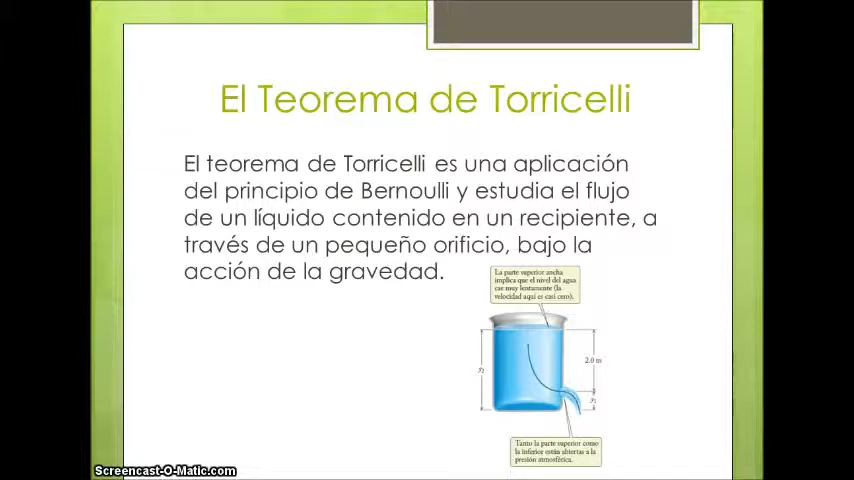 El Teorema de Torricelli
El teorema de Torricelli es una aplicación
del principio de Bernoulli y estudia el flujo
de un líquido contenido en un recipiente, a
través de un pequeño orificio, bajo la
acción de la gravedad.
La parte superior ancha
implica que el nivel del agua
cae muy lentamente (la
velocidad aquí es casi cero).
2.0 m
y₂
y₁
Tanto la parte superior como
la inferior están abiertas a la
presión atmosférica.
Screencast-O-Matic.com